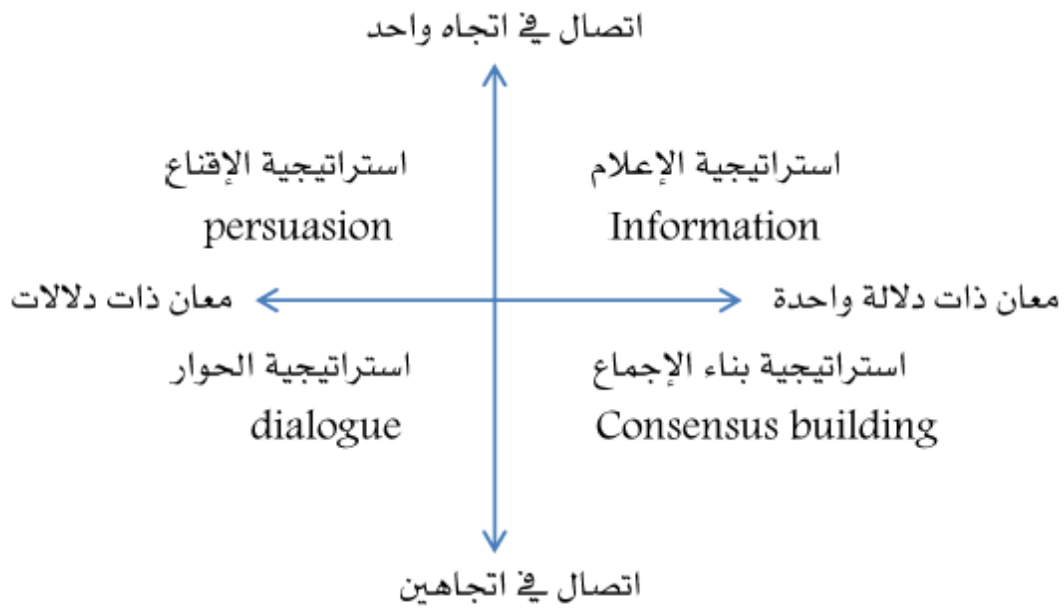 اتصال في اتجاه واحد
استراتيجية الإعلام
Information
استراتيجية الإقناع
persuasion
معان ذات دلالة واحدة
معان ذات دلالات
استراتيجية بناء الإجماع
Consensus building
استراتيجية الحوار
dialogue
اتصال في اتجاهين